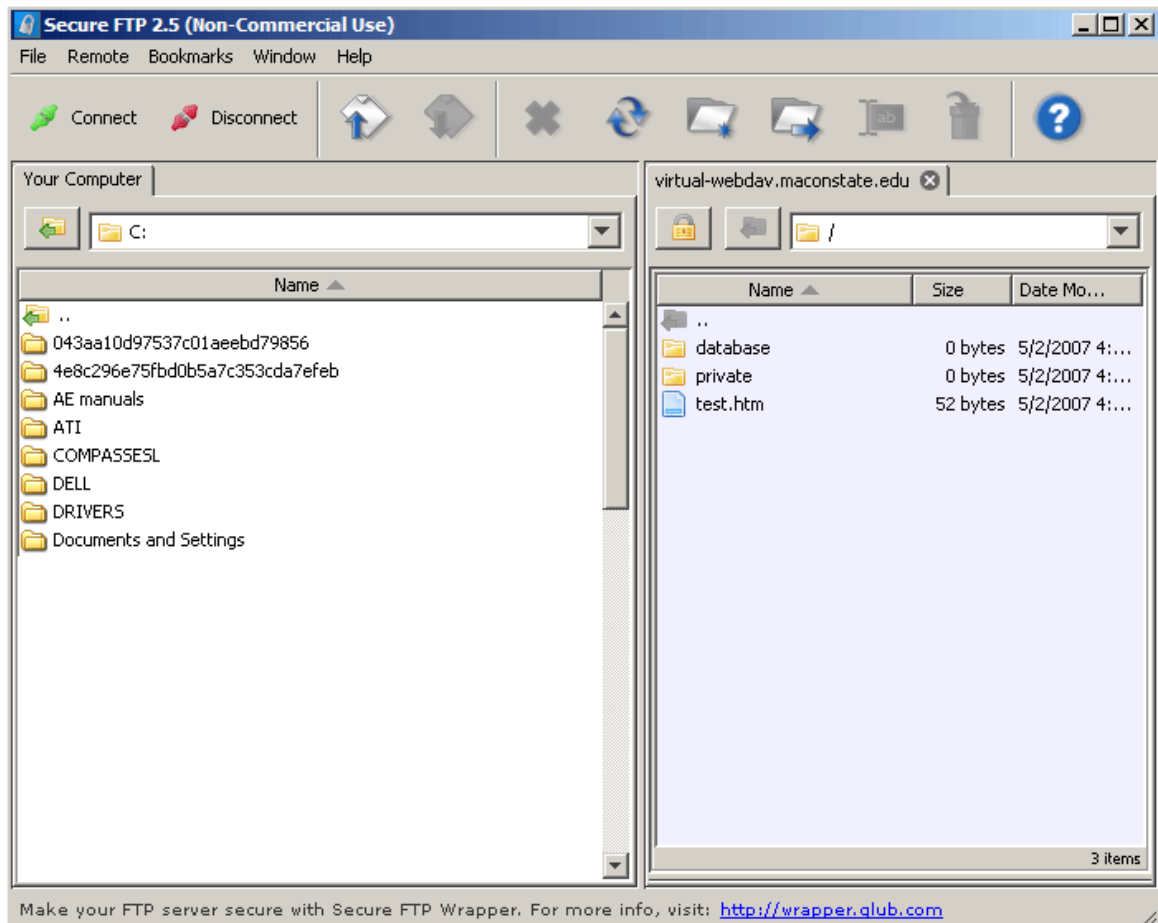 Secure FTP 2.5 (Non-Commercial Use)
File Remote Bookmarks Window Help
Connect Disconnect ab ?
Your Computer
C:
Name
..
043aa10d97537c01aeebd79856
4e8c296e75fbd0b5a7c353cda7efeb
AE manuals
ATI
COMPASSESL
DELL
DRIVERS
Documents and Settings
virtual-webdav.maconstate.edu
/
Name Size Date Mo...
..
database 0 bytes 5/2/2007 4:...
private 0 bytes 5/2/2007 4:...
test.htm 52 bytes 5/2/2007 4:...
3 items
Make your FTP server secure with Secure FTP Wrapper. For more info, visit: http://wrapper.glub.com